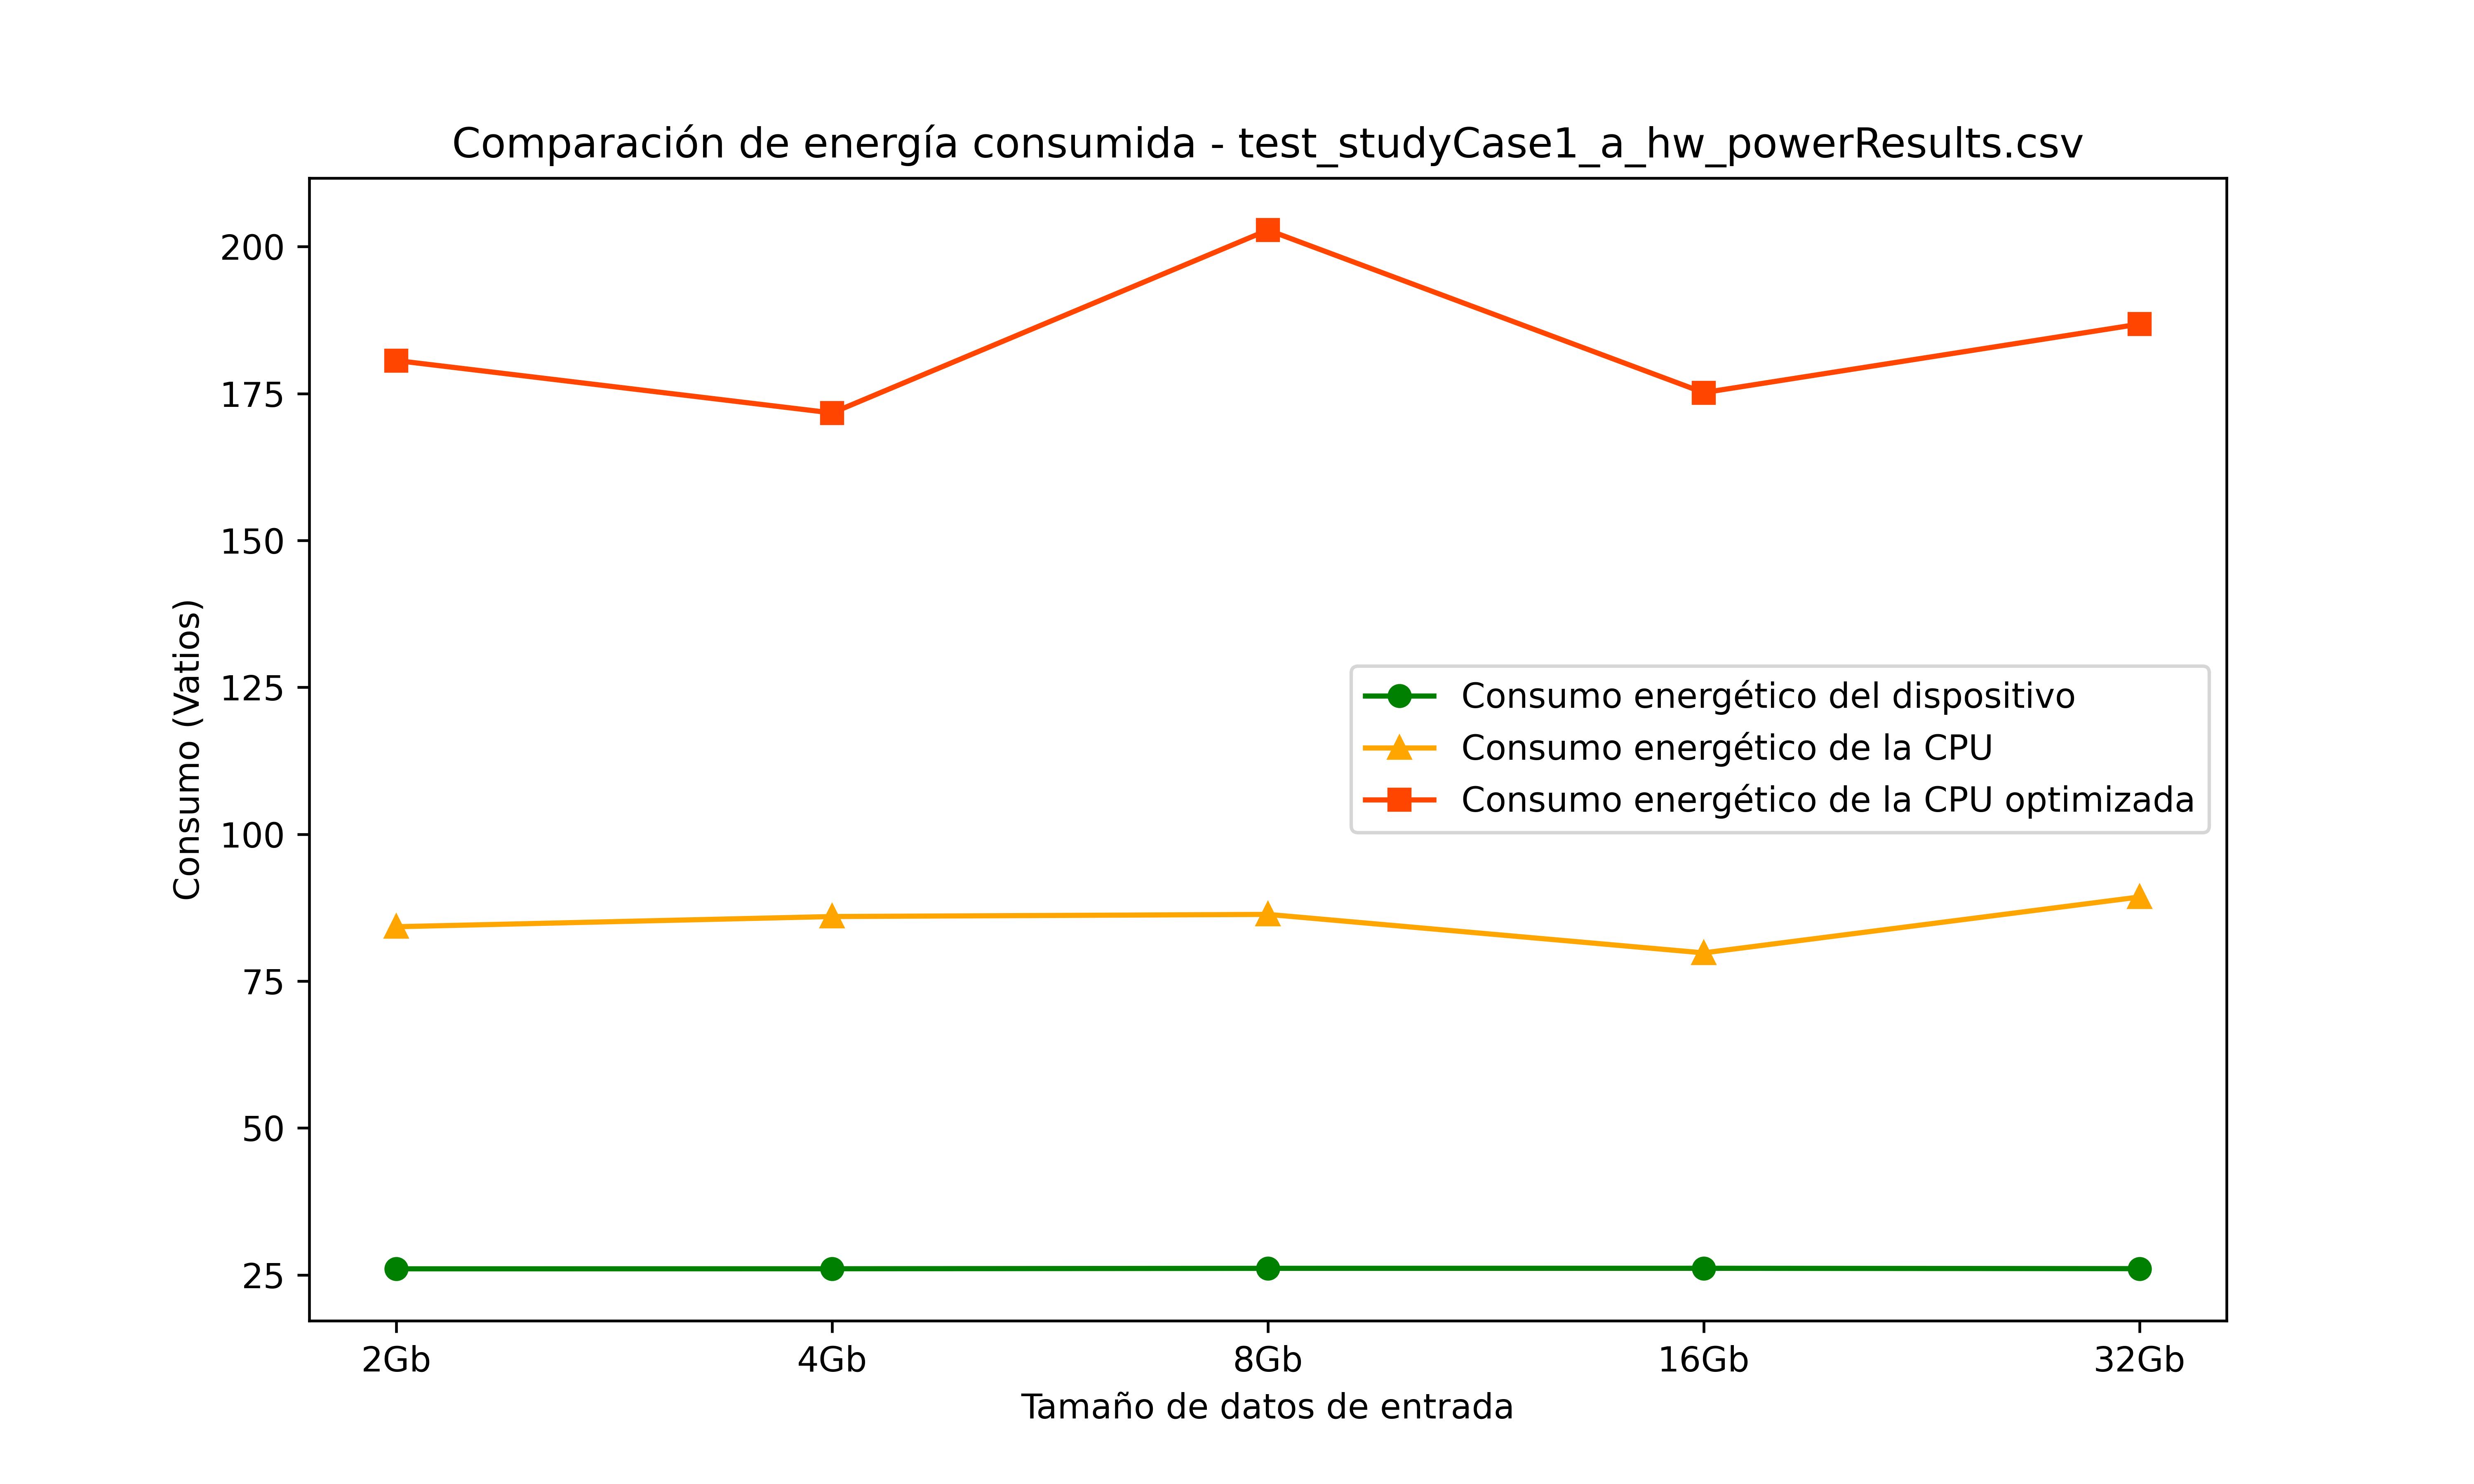 Comparación de energía consumida - test_studyCase1_a_hw_powerResults.csv
200
175
150
125
100
75
50
25
Consumo (Vatios)
Consumo energético del dispositivo
Consumo energético de la CPU
Consumo energético de la CPU optimizada
2Gb 4Gb 8Gb 16Gb 32Gb
Tamaño de datos de entrada